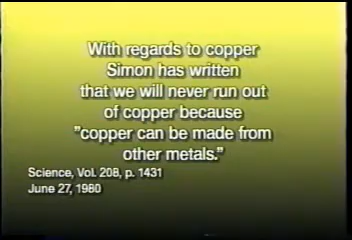 With regards to copper
Simon has written
that we will never run out
of copper because
"copper can be made from
other metals."
Science, Vol. 208, p. 1431
June 27, 1980